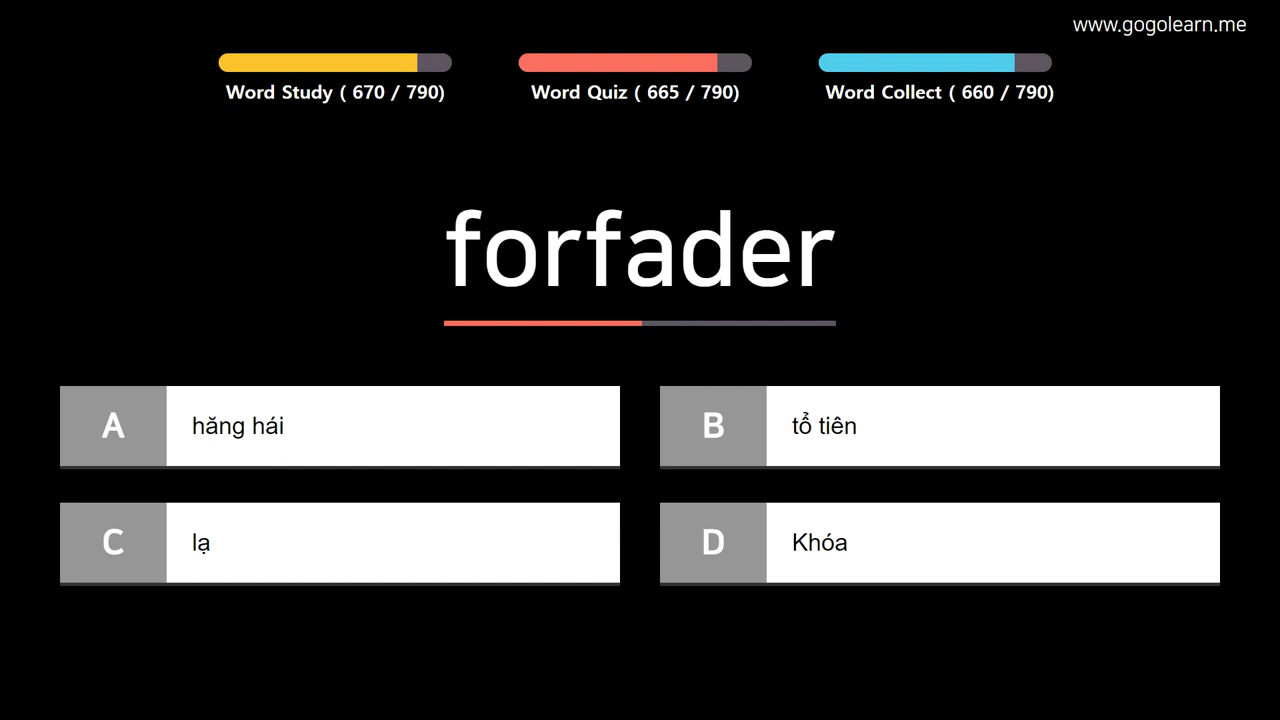 www.gogolearn.me
Word Study ( 670 / 790)
Word Quiz ( 665 / 790)
Word Collect ( 660 / 790)
forfader
A hăng hái
B tổ tiên
C lạ
D Khóa